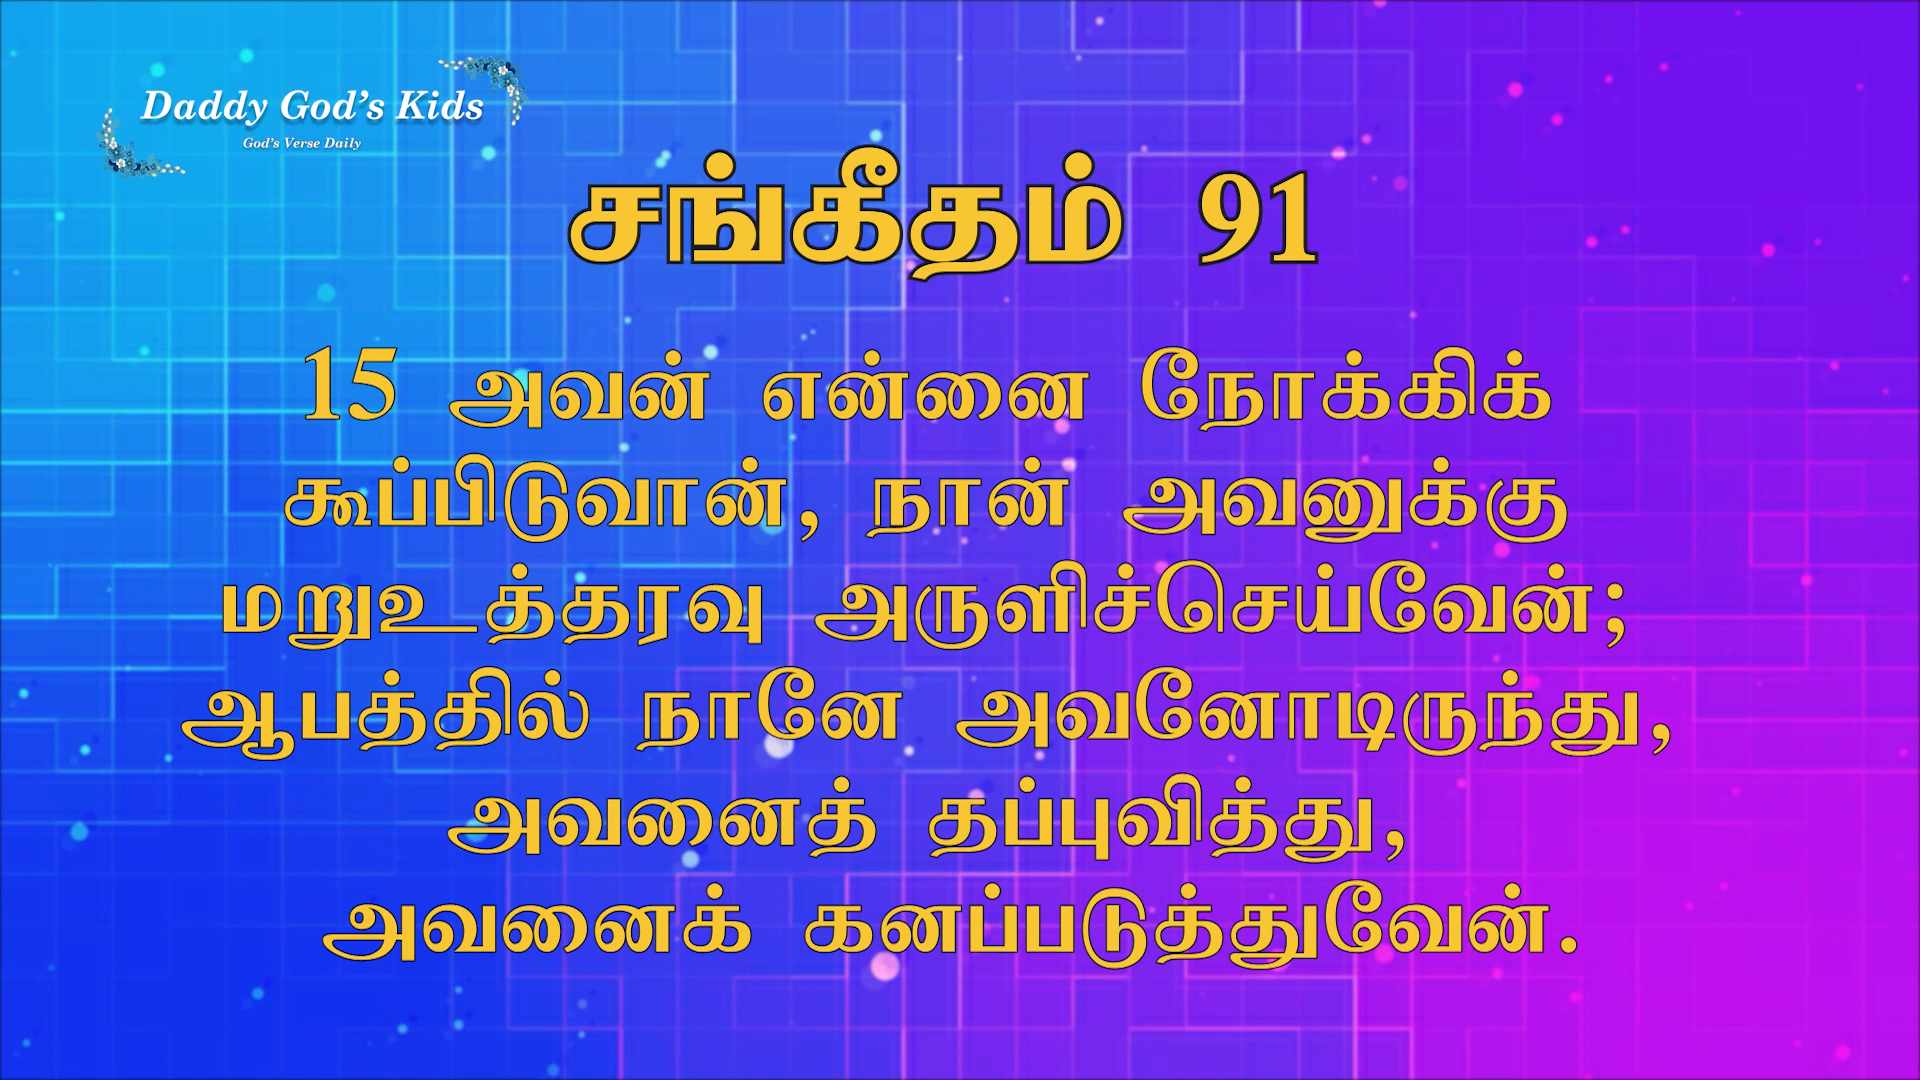 Daddy God's Kids
God's Verse Daily
சங்கீதம் 91
15 அவன் என்னை நோக்கிக்
கூப்பிடுவான், நான் அவனுக்கு
மறுஉத்தரவு அருளிச்செய்வேன்;
ஆபத்தில் நானே அவனோடிருந்து,
அவனைத் தப்புவித்து,
அவனைக் கனப்படுத்துவேன்.